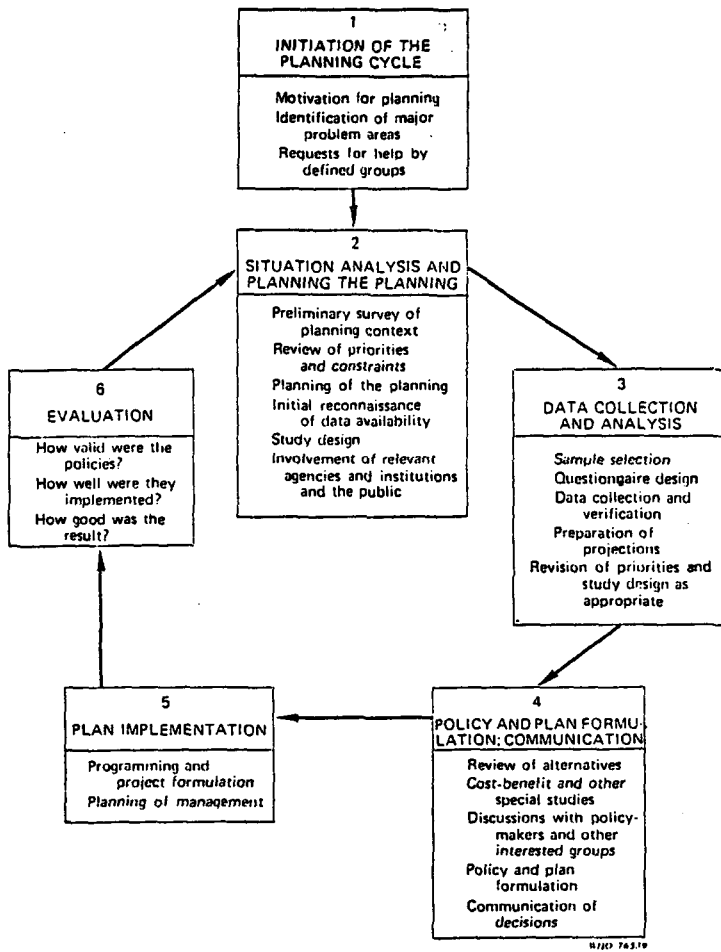 1
INITIATION OF THE
PLANNING CYCLE
Motivation for planning
Identification of major
problem areas
Requests for help by
defined groups
2
SITUATION ANALYSIS AND
PLANNING THE PLANNING
Preliminary survey of
planning context
Review of priorities
and constraints
Planning of the planning
Initial reconnaissance
of data availability
Study design
Involvement of relevant
agencies and institutions
and the public
3
DATA COLLECTION
AND ANALYSIS
Sample selection
Questionnaire design
Data collection and
verification
Preparation of
projections
Revision of priorities and
study design as
appropriate
4
POLICY AND PLAN FORMU-
LATION; COMMUNICATION
Review of alternatives
Cost-benefit and other
special studies
Discussions with policy-
makers and other
interested groups
Policy and plan
formulation
Communication of
decisions
5
PLAN IMPLEMENTATION
Programming and
project formulation
Planning of management
6
EVALUATION
How valid were the
policies?
How well were they
implemented?
How good was the
result?
WHO